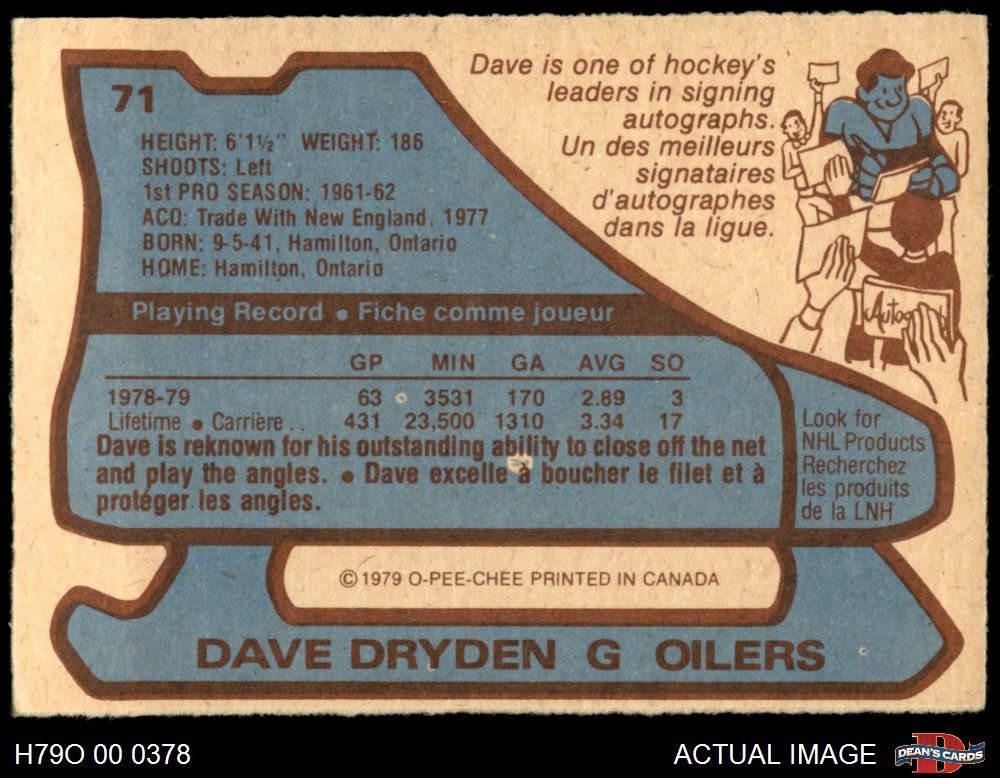 71
HEIGHT: 6'1½" WEIGHT: 186
SHOOTS: Left
1st PRO SEASON: 1961-62
ACQ: Trade With New England, 1977
BORN: 9-5-41, Hamilton, Ontario
HOME: Hamilton, Ontario
Dave is one of hockey's
leaders in signing
autographs.
Un des meilleurs
signataires
d'autographes
dans la ligue.
Autog
Playing Record • Fiche comme joueur
GP MIN GA AVG SO
1978-79 63 3531 170 2.89 3
Lifetime • Carrière . . 431 23,500 1310 3.34 17
Dave is reknown for his outstanding ability to close off the net
and play the angles. • Dave excelle à boucher le filet et à
protéger les angles.
Look for
NHL Products
Recherchez
les produits
de la LNH
©1979 O-PEE-CHEE PRINTED IN CANADA
DAVE DRYDEN G OILERS
H79O 00 0378
ACTUAL IMAGE
D
DEAN'S CARDS